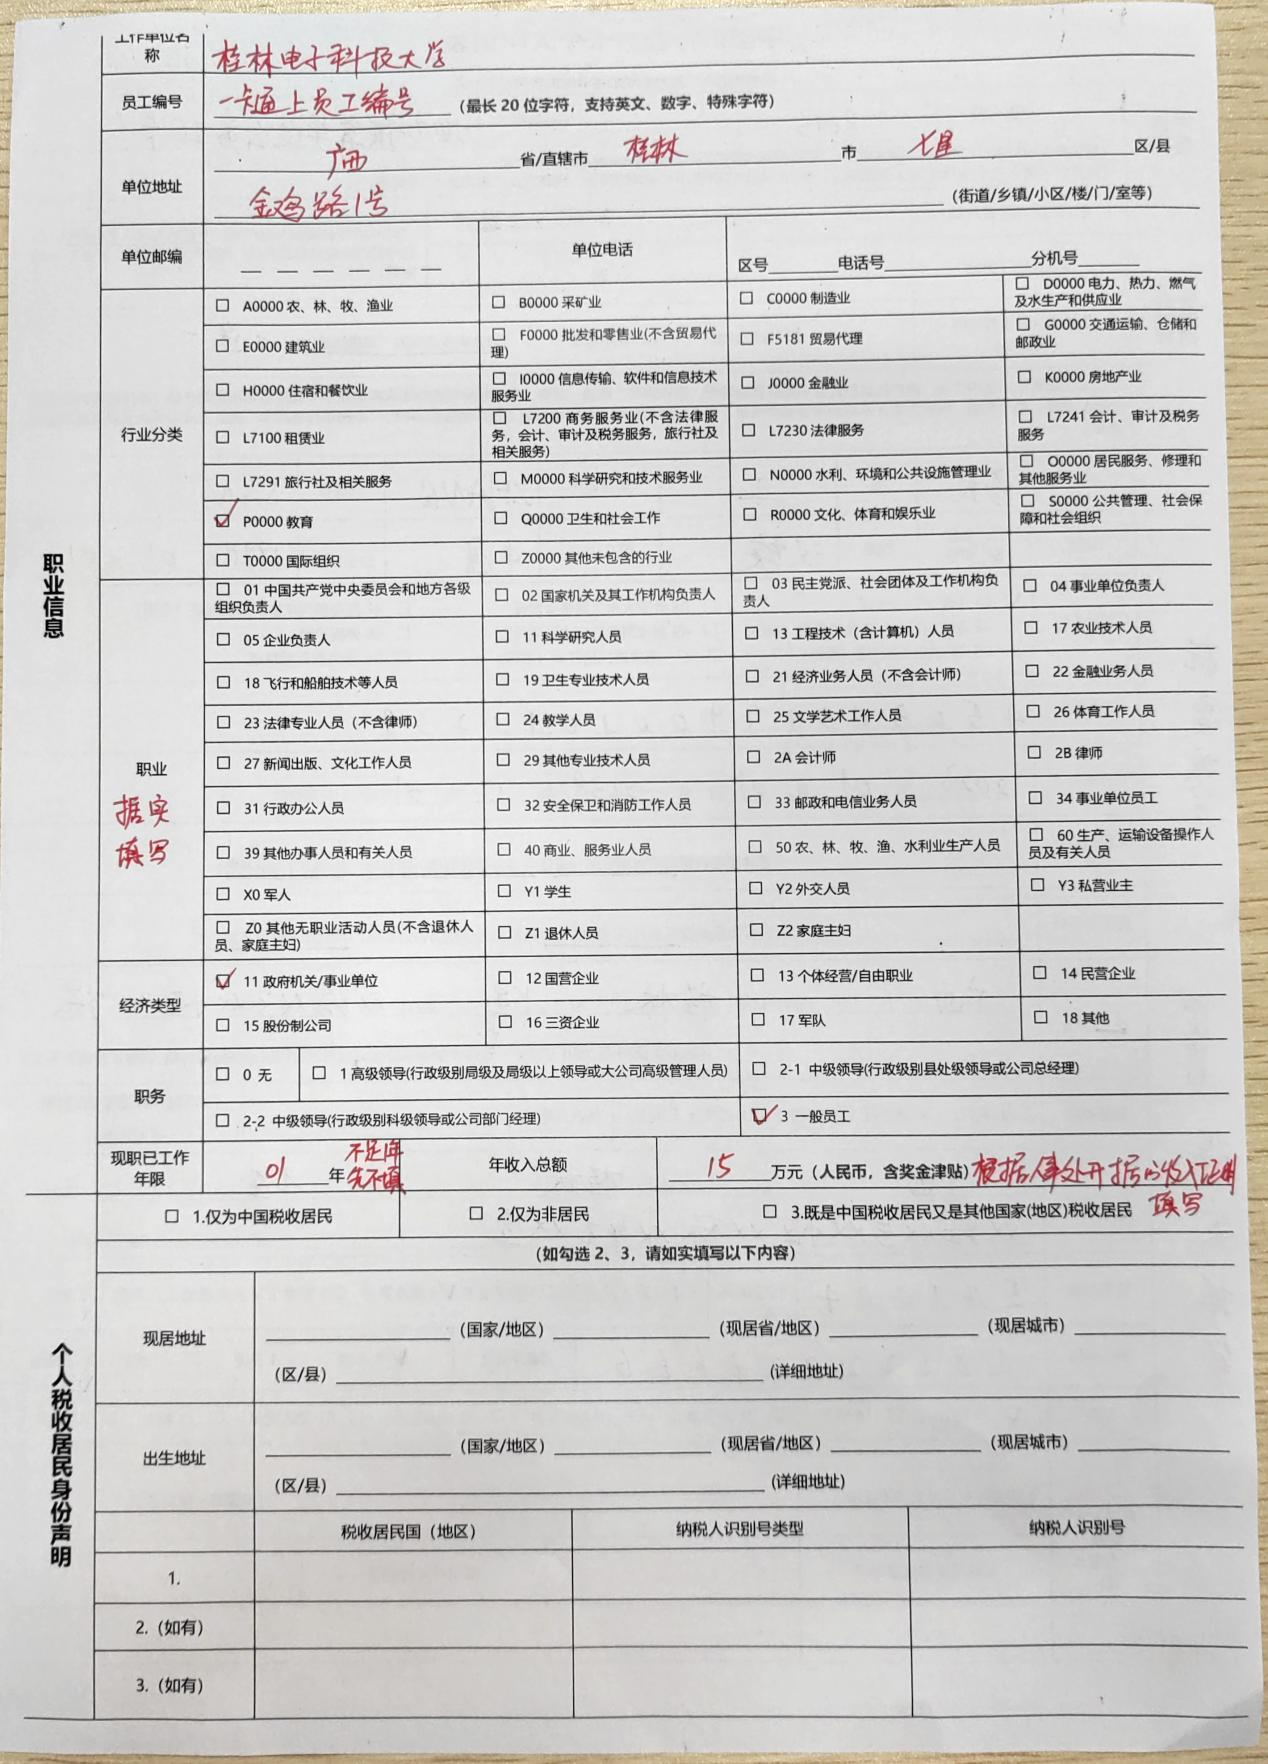 工作单位名称
桂林电子科技大学
员工编号
一卡通上员工编号 (最长 20 位字符，支持英文、数字、特殊字符)
单位地址
广西 省/直辖市 桂林 市 七星 区/县
金鸡路1号 (街道/乡镇/小区/楼/门/室等)
单位邮编
单位电话
区号 电话号 分机号
职业信息
行业分类
□ A0000 农、林、牧、渔业
□ B0000 采矿业
□ C0000 制造业
□ D0000 电力、热力、燃气
及水生产和供应业
□ E0000 建筑业
□ F0000 批发和零售业(不含贸易代
理)
□ F5181 贸易代理
□ G0000 交通运输、仓储和
邮政业
□ H0000 住宿和餐饮业
□ I0000 信息传输、软件和信息技术
服务业
□ J0000 金融业
□ K0000 房地产业
□ L7100 租赁业
□ L7200 商务服务业(不含法律服
务，会计、审计及税务服务，旅行社及
相关服务)
□ L7230 法律服务
□ L7241 会计、审计及税务
服务
□ L7291 旅行社及相关服务
□ M0000 科学研究和技术服务业
□ N0000 水利、环境和公共设施管理业
□ O0000 居民服务、修理和
其他服务业
☑ P0000 教育
□ Q0000 卫生和社会工作
□ R0000 文化、体育和娱乐业
□ S0000 公共管理、社会保
障和社会组织
□ T0000 国际组织
□ Z0000 其他未包含的行业
职业
据实
填写
□ 01 中国共产党中央委员会和地方各级
组织负责人
□ 02 国家机关及其工作机构负责人
□ 03 民主党派、社会团体及工作机构负
责人
□ 04 事业单位负责人
□ 05 企业负责人
□ 11 科学研究人员
□ 13 工程技术（含计算机）人员
□ 17 农业技术人员
□ 18 飞行和船舶技术等人员
□ 19 卫生专业技术人员
□ 21 经济业务人员（不含会计师）
□ 22 金融业务人员
□ 23 法律专业人员（不含律师）
□ 24 教学人员
□ 25 文学艺术工作人员
□ 26 体育工作人员
□ 27 新闻出版、文化工作人员
□ 29 其他专业技术人员
□ 2A 会计师
□ 2B 律师
□ 31 行政办公人员
□ 32 安全保卫和消防工作人员
□ 33 邮政和电信业务人员
□ 34 事业单位员工
□ 39 其他办事人员和有关人员
□ 40 商业、服务业人员
□ 50 农、林、牧、渔、水利业生产人员
□ 60 生产、运输设备操作人
员及有关人员
□ X0 军人
□ Y1 学生
□ Y2 外交人员
□ Y3 私营业主
□ Z0 其他无职业活动人员(不含退休人
员、家庭主妇)
□ Z1 退休人员
□ Z2 家庭主妇
经济类型
☑ 11 政府机关/事业单位
□ 12 国营企业
□ 13 个体经营/自由职业
□ 14 民营企业
□ 15 股份制公司
□ 16 三资企业
□ 17 军队
□ 18 其他
职务
□ 0 无
□ 1 高级领导(行政级别局级及局级以上领导或大公司高级管理人员)
□ 2-1 中级领导(行政级别县处级领导或公司总经理)
□ 2-2 中级领导(行政级别科级领导或公司部门经理)
☑ 3 一般员工
现职已工作
年限
01 年
不足1年
先不填
年收入总额
15 万元（人民币，含奖金津贴）
根据人事处开据的收入证明
填写
个人税收居民身份声明
□ 1.仅为中国税收居民
□ 2.仅为非居民
□ 3.既是中国税收居民又是其他国家(地区)税收居民
(如勾选 2、3，请如实填写以下内容)
现居地址
(国家/地区) (现居省/地区) (现居城市)
(区/县) (详细地址)
出生地址
(国家/地区) (现居省/地区) (现居城市)
(区/县) (详细地址)
税收居民国（地区）
纳税人识别号类型
纳税人识别号
1.
2.（如有）
3.（如有）